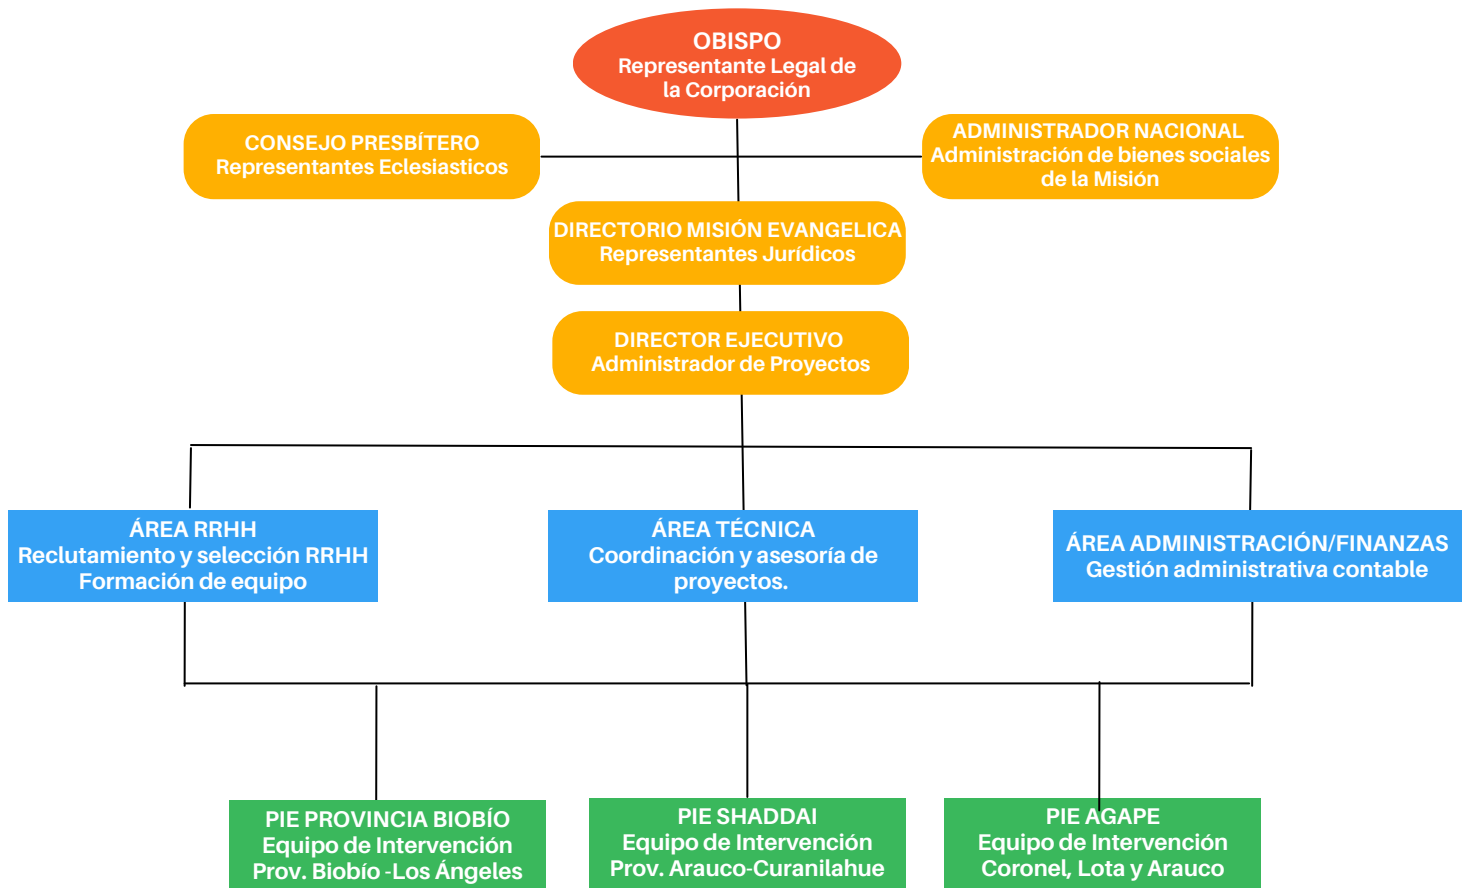 OBISPO
Representante Legal de
la Corporación
CONSEJO PRESBÍTERO
Representantes Eclesiasticos
ADMINISTRADOR NACIONAL
Administración de bienes sociales
de la Misión
DIRECTORIO MISIÓN EVANGELICA
Representantes Jurídicos
DIRECTOR EJECUTIVO
Administrador de Proyectos
ÁREA RRHH
Reclutamiento y selección RRHH
Formación de equipo
ÁREA TÉCNICA
Coordinación y asesoría de
proyectos.
ÁREA ADMINISTRACIÓN/FINANZAS
Gestión administrativa contable
PIE PROVINCIA BIOBÍO
Equipo de Intervención
Prov. Biobío -Los Ángeles
PIE SHADDAI
Equipo de Intervención
Prov. Arauco-Curanilahue
PIE AGAPE
Equipo de Intervención
Coronel, Lota y Arauco